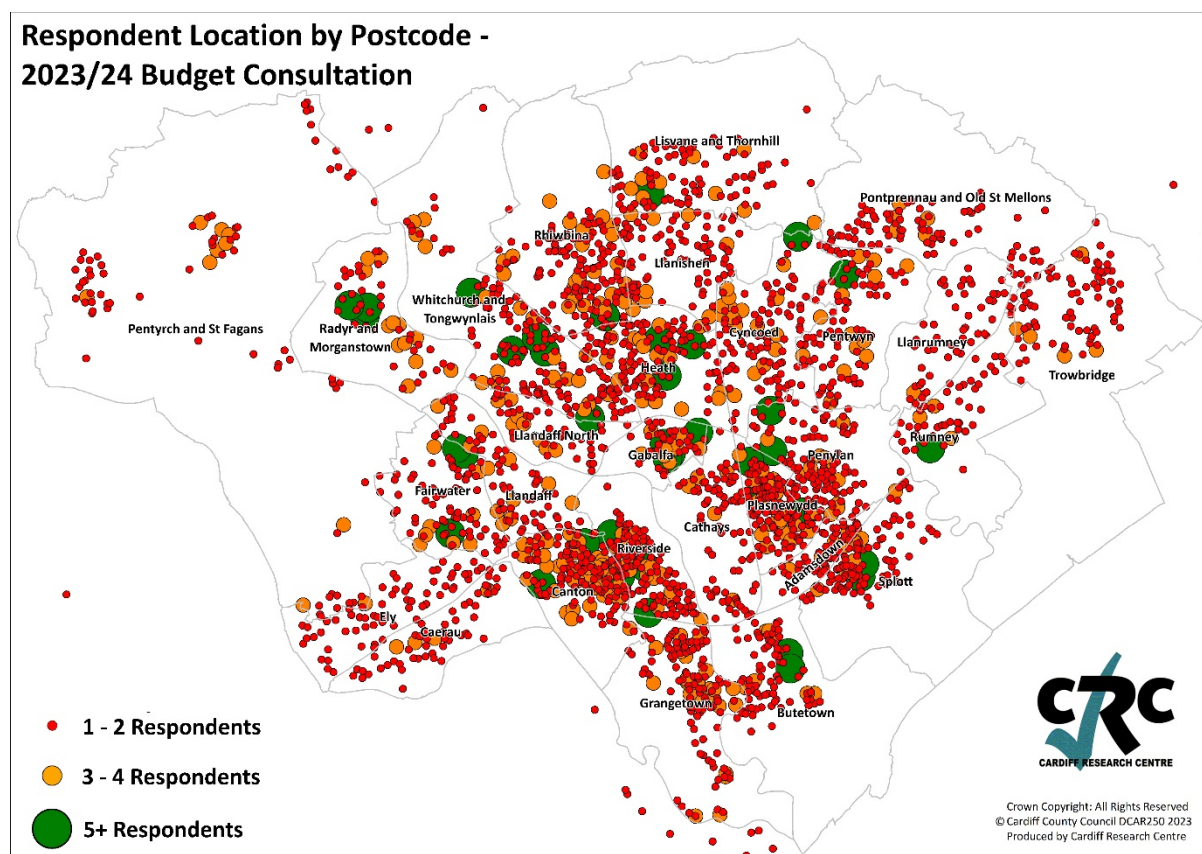 Respondent Location by Postcode -
2023/24 Budget Consultation
Lisvane and Thornhill
Pontprennau and Old St Mellons
Rhiwbina
Llanishen
Whitchurch and
Tongwynlais
Pentyrch and St Fagans
Radyr and
Morganstown
Cyncoed
Pentwyn
Llanrumney
Heath
Trowbridge
Llandaff North
Rumney
Gabalfa
Penylan
Fairwater
Llandaff
Plasnewydd
Cathays
Riverside
Adamsdown
Splott
Canton
Ely
Caerau
Grangetown
Butetown
1 - 2 Respondents
3 - 4 Respondents
5+ Respondents
CRC
CARDIFF RESEARCH CENTRE
Crown Copyright: All Rights Reserved
© Cardiff County Council DCAR250 2023
Produced by Cardiff Research Centre